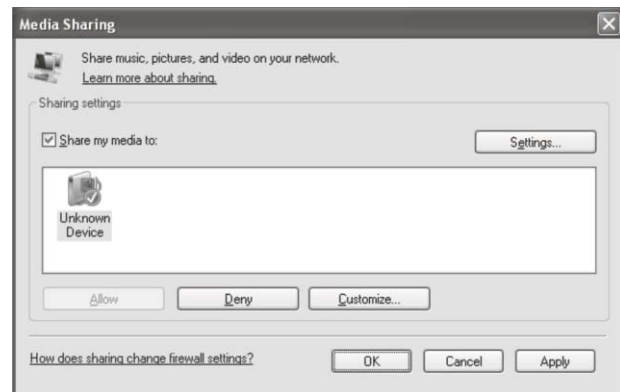 Media Sharing
Share music, pictures, and video on your network.
Learn more about sharing.
Sharing settings
Share my media to:
Settings...
Unknown
Device
Allow
Deny
Customize...
How does sharing change firewall settings?
OK
Cancel
Apply